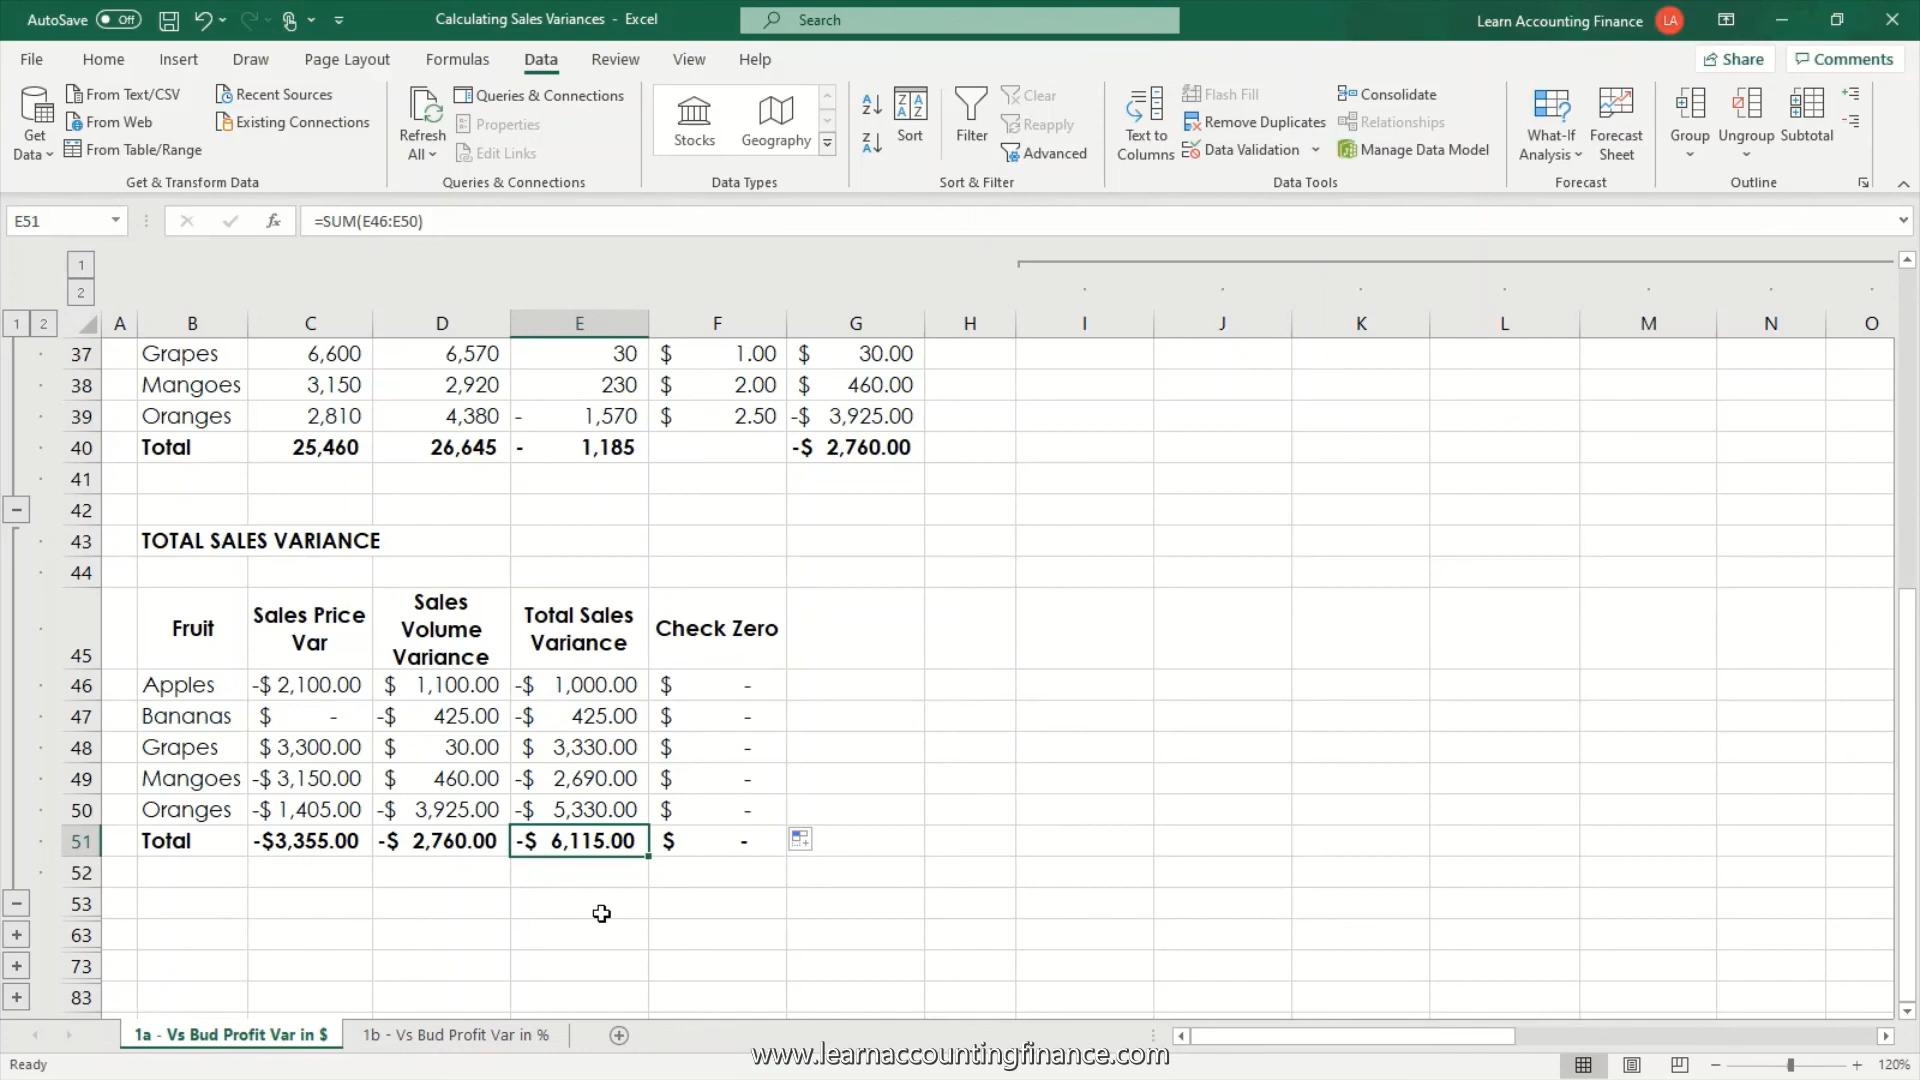 AutoSave Off Calculating Sales Variances - Excel Search Learn Accounting Finance LA
File Home Insert Draw Page Layout Formulas Data Review View Help Share Comments
Get Data
From Text/CSV
From Web
From Table/Range
Recent Sources
Existing Connections
Get & Transform Data
Refresh All
Queries & Connections
Properties
Edit Links
Queries & Connections
Stocks Geography
Data Types
Sort
Filter
Clear
Reapply
Advanced
Sort & Filter
Text to Columns
Flash Fill
Remove Duplicates
Data Validation
Consolidate
Relationships
Manage Data Model
Data Tools
What-If Analysis
Forecast Sheet
Forecast
Group Ungroup Subtotal
Outline
E51 fx =SUM(E46:E50)
1
2
1 2 A B C D E F G H I J K L M N O
37 Grapes 6,600 6,570 30 $ 1.00 $ 30.00
38 Mangoes 3,150 2,920 230 $ 2.00 $ 460.00
39 Oranges 2,810 4,380 - 1,570 $ 2.50 -$ 3,925.00
40 Total 25,460 26,645 - 1,185 -$ 2,760.00
41
42
43 TOTAL SALES VARIANCE
44
45 Fruit Sales Price Var Sales Volume Variance Total Sales Variance Check Zero
46 Apples -$ 2,100.00 $ 1,100.00 -$ 1,000.00 $ -
47 Bananas $ - -$ 425.00 -$ 425.00 $ -
48 Grapes $ 3,300.00 $ 30.00 $ 3,330.00 $ -
49 Mangoes -$ 3,150.00 $ 460.00 -$ 2,690.00 $ -
50 Oranges -$ 1,405.00 -$ 3,925.00 -$ 5,330.00 $ -
51 Total -$3,355.00 -$ 2,760.00 -$ 6,115.00 $ -
52
53
63
73
83
1a - Vs Bud Profit Var in $ 1b - Vs Bud Profit Var in %
www.learnaccountingfinance.com
Ready 120%